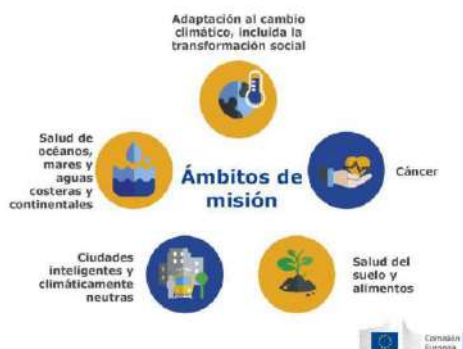 Adaptación al cambio
climático, incluida la
transformación social
Salud de
océanos,
mares y
aguas
costeras y
continentales
Ámbitos de
misión
Cáncer
Ciudades
inteligentes y
climáticamente
neutras
Salud del
suelo y
alimentos
Comisión
Europea